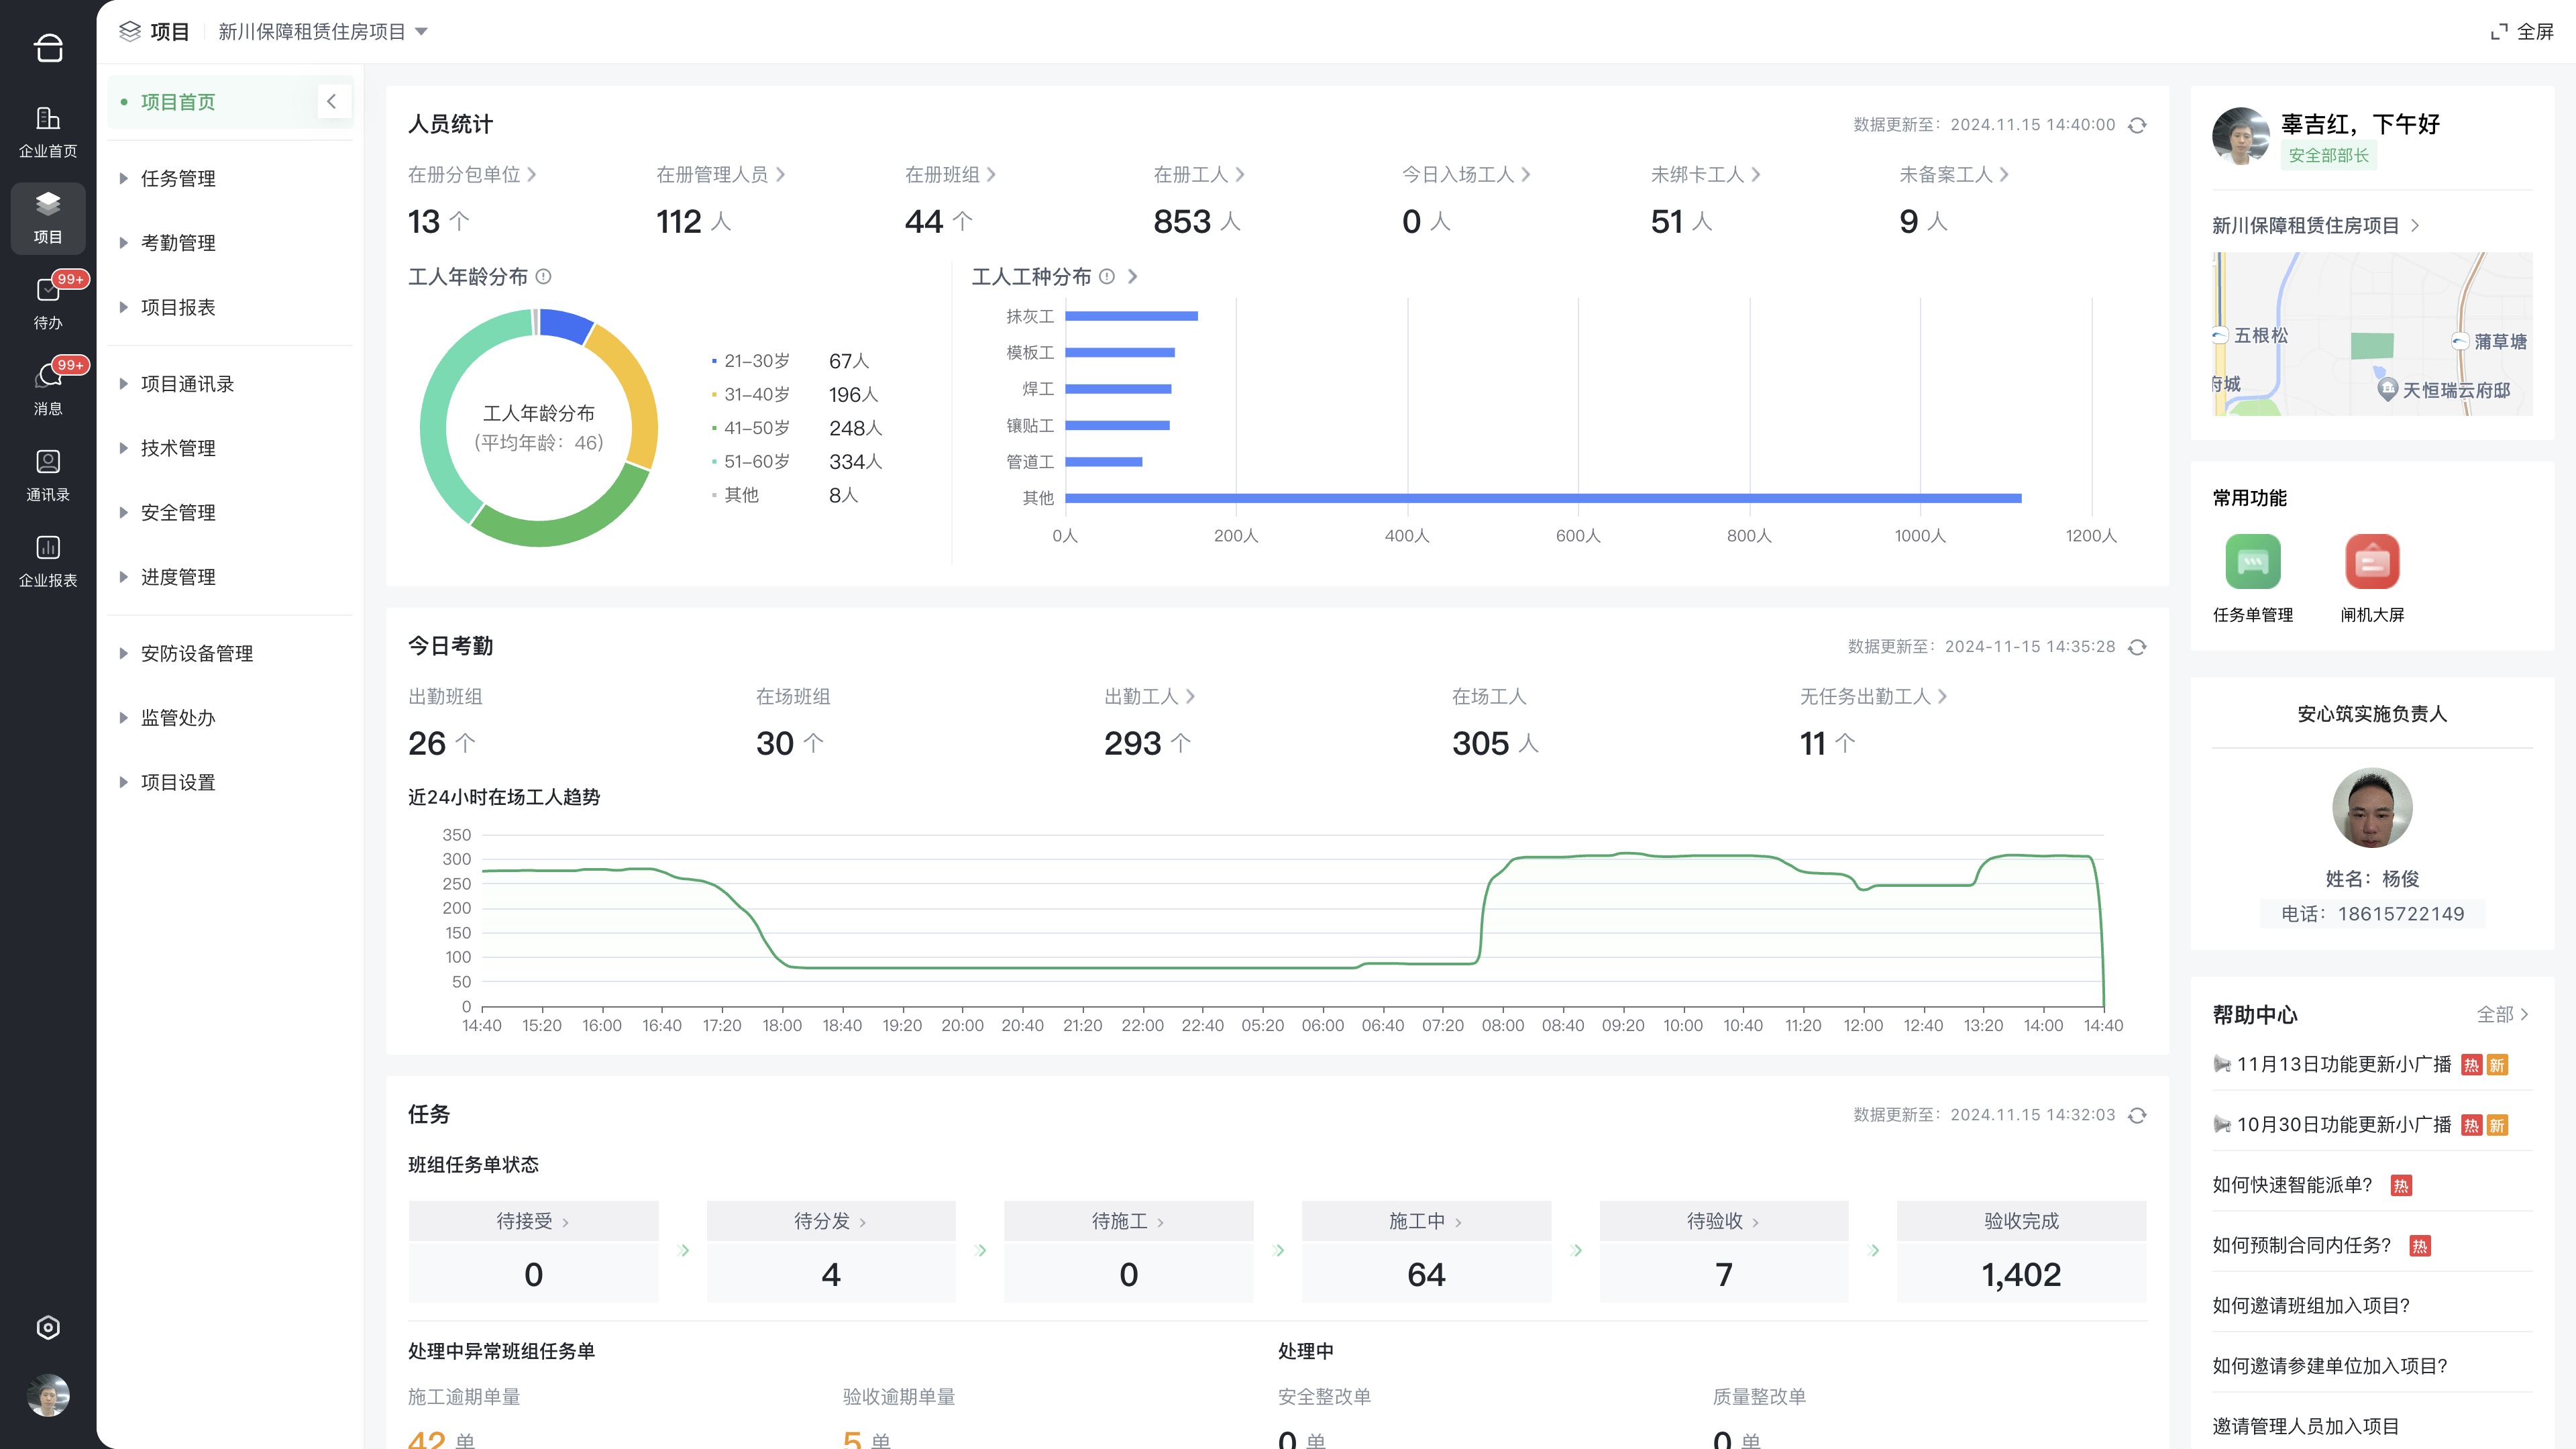 项目
新川保障租赁住房项目
全屏
企业首页
项目
99+
待办
99+
消息
通讯录
企业报表
项目首页
任务管理
考勤管理
项目报表
项目通讯录
技术管理
安全管理
进度管理
安防设备管理
监管处办
项目设置
人员统计
数据更新至：2024.11.15 14:40:00
在册分包单位 在册管理人员 在册班组 在册工人 今日入场工人 未绑卡工人 未备案工人
13 个 112 人 44 个 853 人 0 人 51 人 9 人
工人年龄分布
工人年龄分布
(平均年龄：46)
21-30岁 67人
31-40岁 196人
41-50岁 248人
51-60岁 334人
其他 8人
工人工种分布
抹灰工
模板工
焊工
镶贴工
管道工
其他
0人 200人 400人 600人 800人 1000人 1200人
今日考勤
数据更新至：2024-11-15 14:35:28
出勤班组 在场班组 出勤工人 在场工人 无任务出勤工人
26 个 30 个 293 个 305 人 11 个
近24小时在场工人趋势
350
300
250
200
150
100
50
0
14:40 15:20 16:00 16:40 17:20 18:00 18:40 19:20 20:00 20:40 21:20 22:00 22:40 05:20 06:00 06:40 07:20 08:00 08:40 09:20 10:00 10:40 11:20 12:00 12:40 13:20 14:00 14:40
任务
数据更新至：2024.11.15 14:32:03
班组任务单状态
待接受 待分发 待施工 施工中 待验收 验收完成
0 4 0 64 7 1,402
处理中异常班组任务单 处理中
施工逾期单量 验收逾期单量 安全整改单 质量整改单
42 单 5 单 0 单 0 单
辜吉红，下午好
安全部部长
新川保障租赁住房项目
五根松
蒲草塘
府城
天恒瑞云府邸
常用功能
任务单管理 闸机大屏
安心筑实施负责人
姓名：杨俊
电话：18615722149
帮助中心 全部
11月13日功能更新小广播 热 新
10月30日功能更新小广播 热 新
如何快速智能派单？ 热
如何预制合同内任务？ 热
如何邀请班组加入项目？
如何邀请参建单位加入项目？
邀请管理人员加入项目